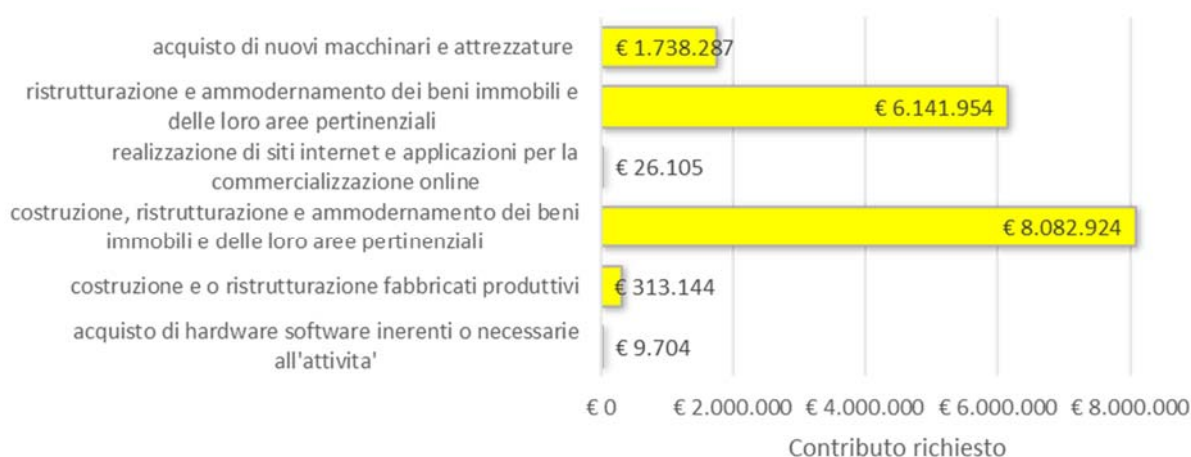 acquisto di nuovi macchinari e attrezzature
€ 1.738.287
ristrutturazione e ammodernamento dei beni immobili e
delle loro aree pertinenziali
€ 6.141.954
realizzazione di siti internet e applicazioni per la
commercializzazione online
€ 26.105
costruzione, ristrutturazione e ammodernamento dei beni
immobili e delle loro aree pertinenziali
€ 8.082.924
costruzione e o ristrutturazione fabbricati produttivi
€ 313.144
acquisto di hardware software inerenti o necessarie
all'attivita'
€ 9.704
€ 0 € 2.000.000 € 4.000.000 € 6.000.000 € 8.000.000
Contributo richiesto